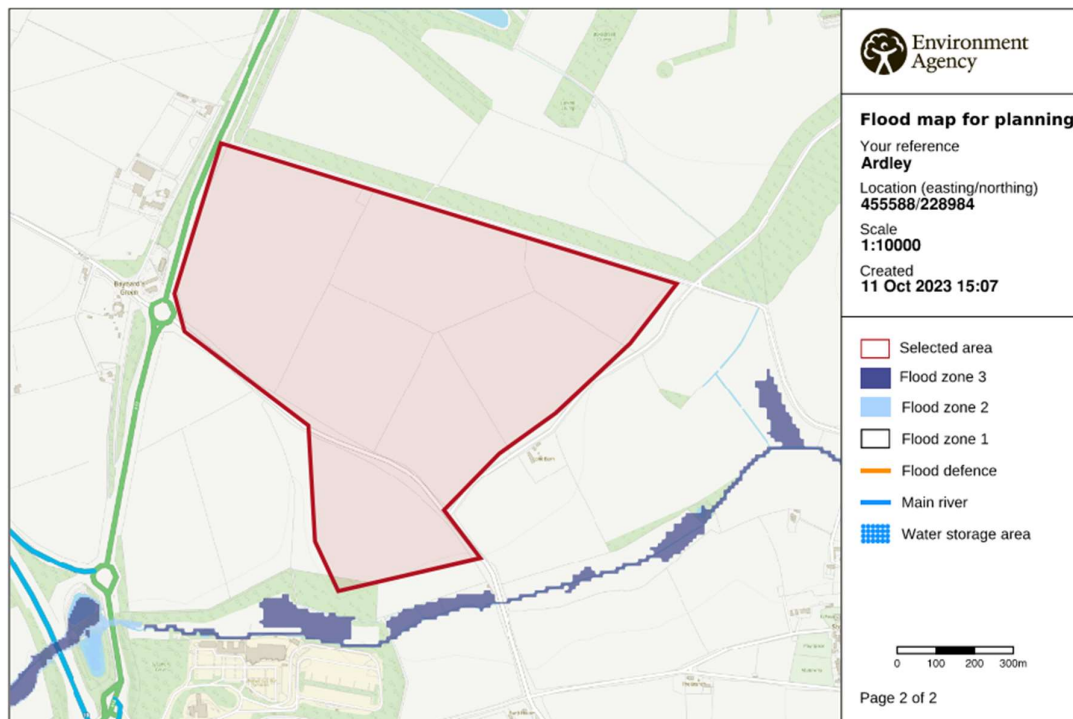 Environment
Agency
Flood map for planning
Your reference
Ardley
Location (easting/northing)
455588/228984
Scale
1:10000
Created
11 Oct 2023 15:07
Selected area
Flood zone 3
Flood zone 2
Flood zone 1
Flood defence
Main river
Water storage area
0 100 200 300m
Page 2 of 2
Baynard's
Green